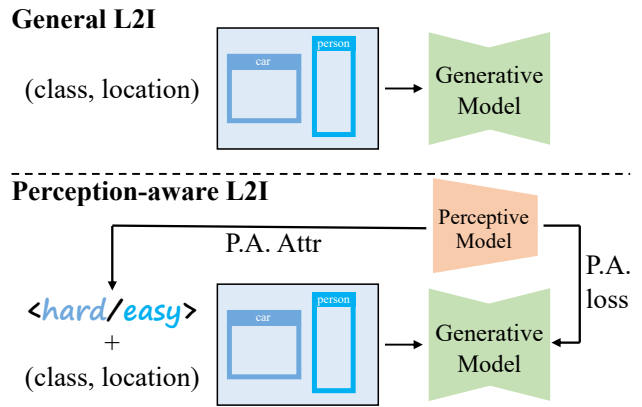 General L2I
(class, location)
car
person
Generative
Model
Perception-aware L2I
P.A. Attr
Perceptive
Model
P.A.
loss
<hard/easy>
+
(class, location)
car
person
Generative
Model